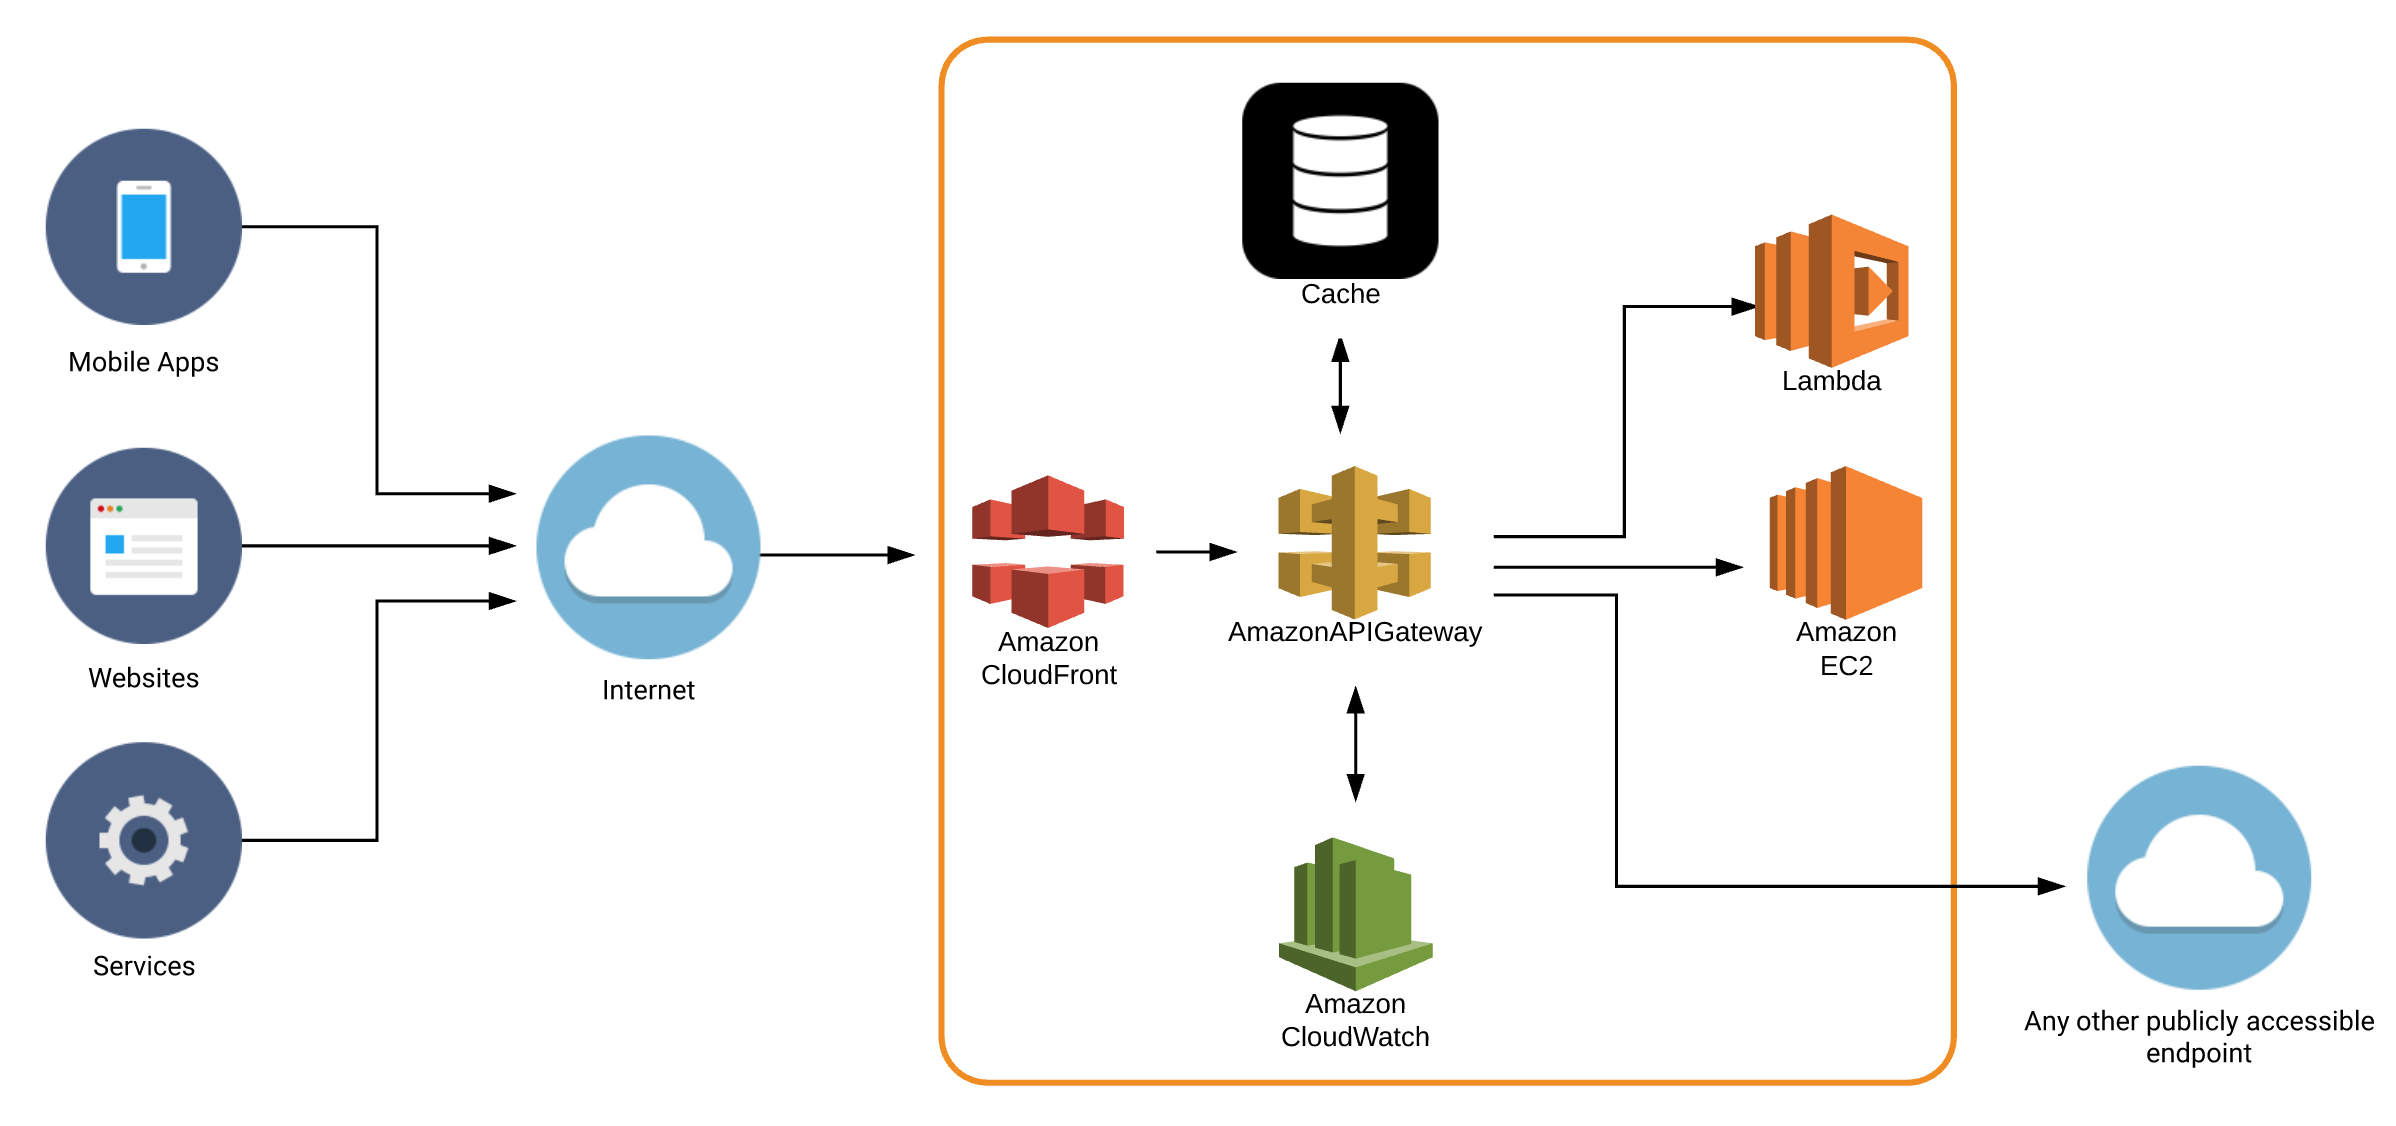 Mobile Apps
Websites
Services
Internet
Cache
Amazon
CloudFront
AmazonAPIGateway
Amazon
CloudWatch
Lambda
Amazon
EC2
Any other publicly accessible
endpoint